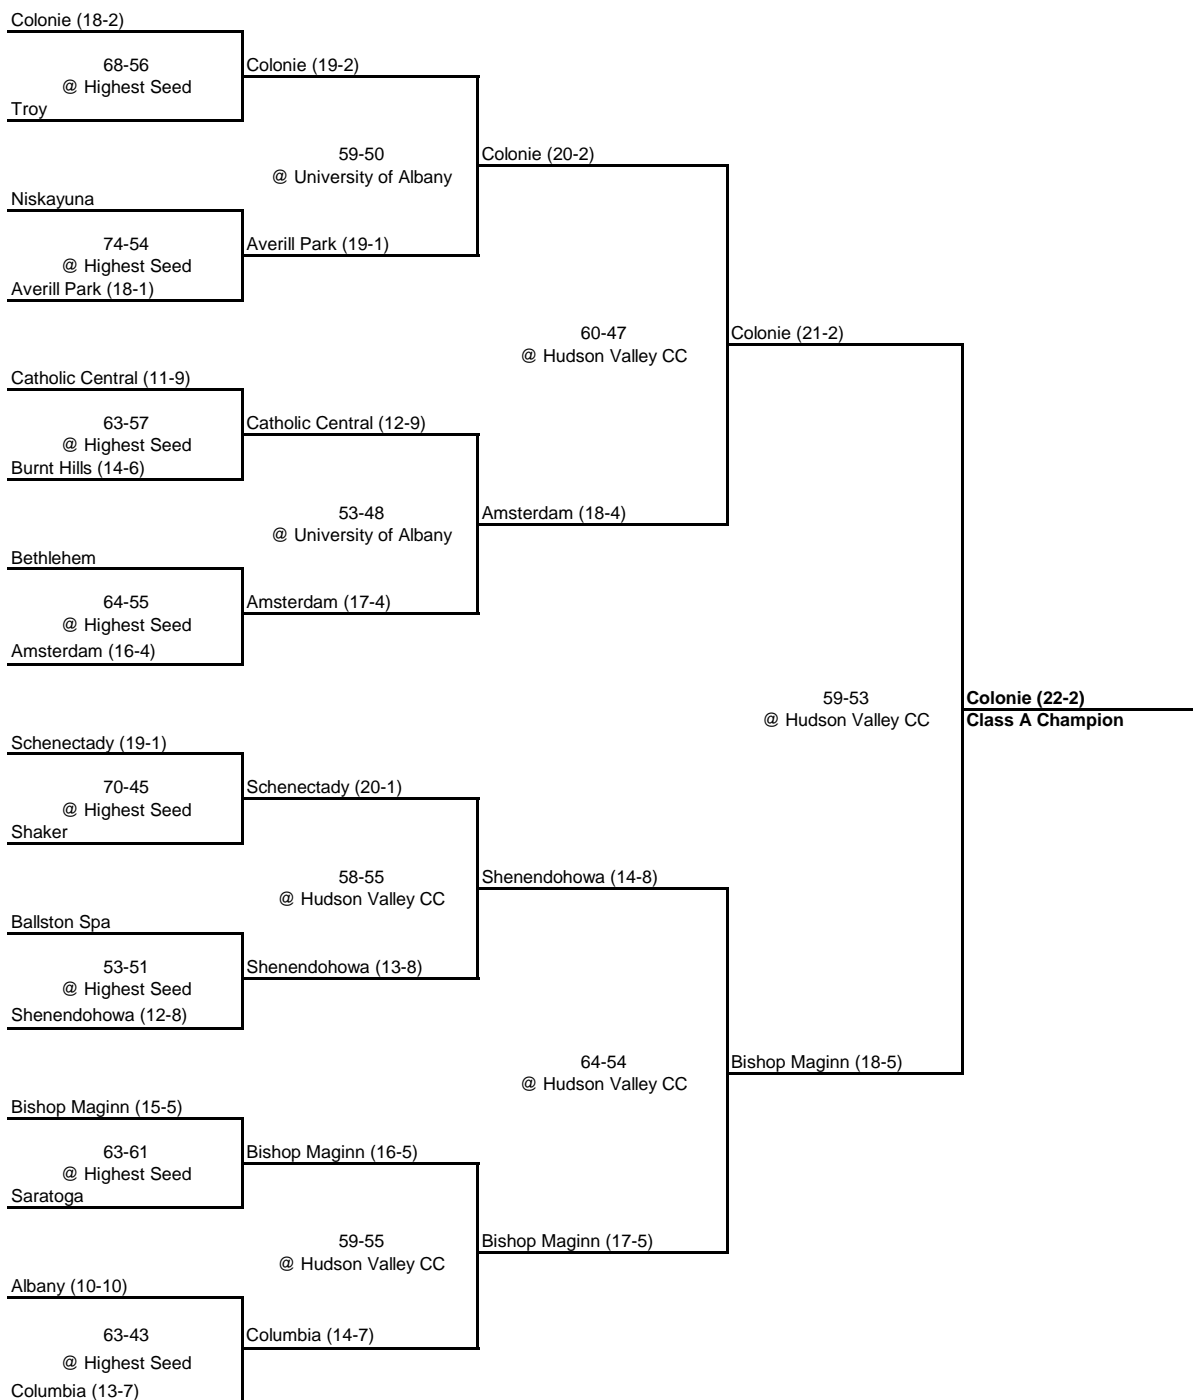 Colonie (18-2)
68-56
@ Highest Seed
Troy
Colonie (19-2)
59-50
@ University of Albany
Colonie (20-2)
Niskayuna
74-54
@ Highest Seed
Averill Park (18-1)
Averill Park (19-1)
60-47
@ Hudson Valley CC
Colonie (21-2)
Catholic Central (11-9)
63-57
@ Highest Seed
Burnt Hills (14-6)
Catholic Central (12-9)
53-48
@ University of Albany
Amsterdam (18-4)
Bethlehem
64-55
@ Highest Seed
Amsterdam (16-4)
Amsterdam (17-4)
59-53
@ Hudson Valley CC
Colonie (22-2)
Class A Champion
Schenectady (19-1)
70-45
@ Highest Seed
Shaker
Schenectady (20-1)
58-55
@ Hudson Valley CC
Shenendohowa (14-8)
Ballston Spa
53-51
@ Highest Seed
Shenendohowa (12-8)
Shenendohowa (13-8)
64-54
@ Hudson Valley CC
Bishop Maginn (18-5)
Bishop Maginn (15-5)
63-61
@ Highest Seed
Saratoga
Bishop Maginn (16-5)
59-55
@ Hudson Valley CC
Bishop Maginn (17-5)
Albany (10-10)
63-43
@ Highest Seed
Columbia (13-7)
Columbia (14-7)